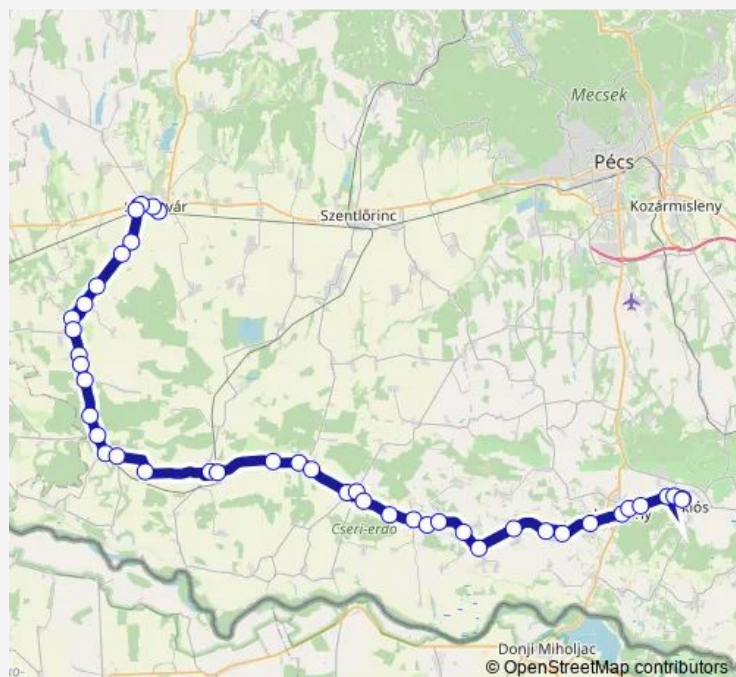 Mecsek
Pécs
Szentlőrinc
Kozármisleny
Cseri-erdő
Donji Miholjac
© OpenStreetMap contributors